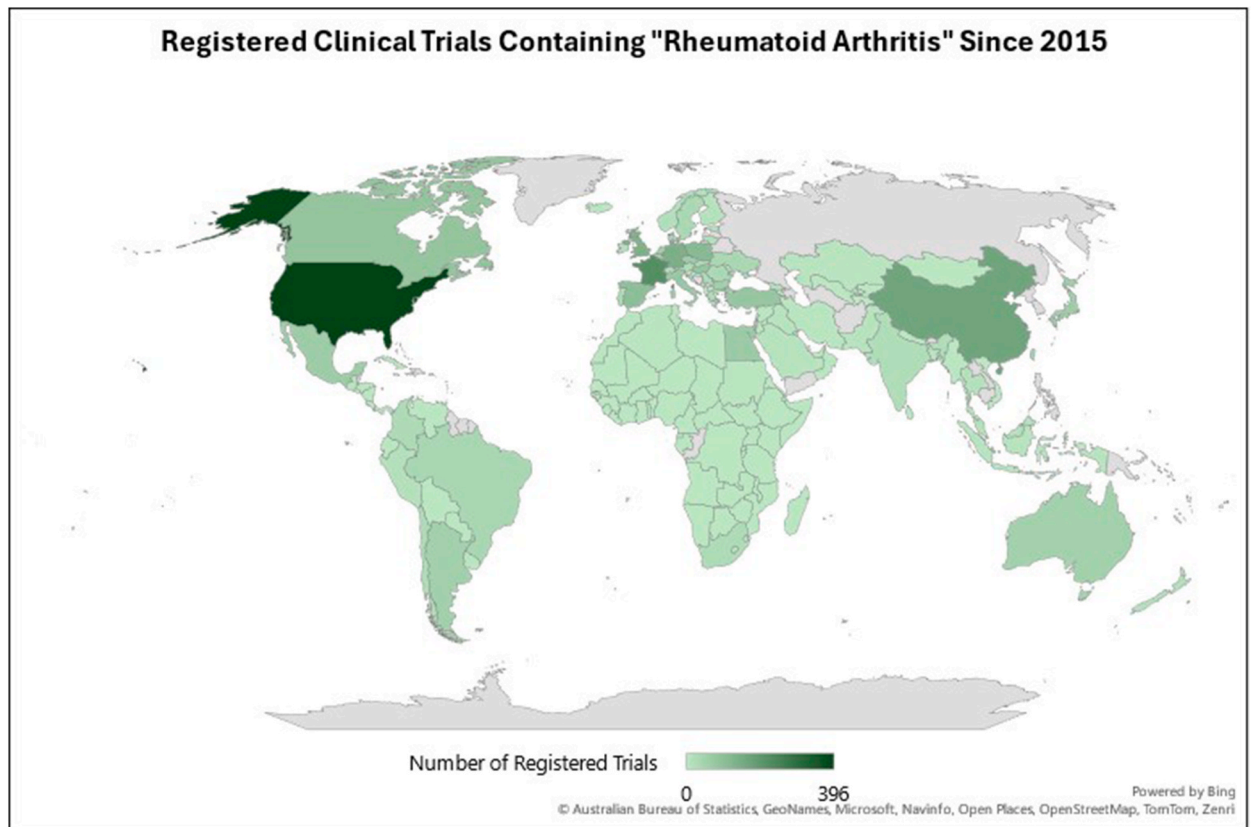 Registered Clinical Trials Containing "Rheumatoid Arthritis" Since 2015
Number of Registered Trials
0 396
Powered by Bing
© Australian Bureau of Statistics, GeoNames, Microsoft, Navinfo, Open Places, OpenStreetMap, TomTom, Zenri